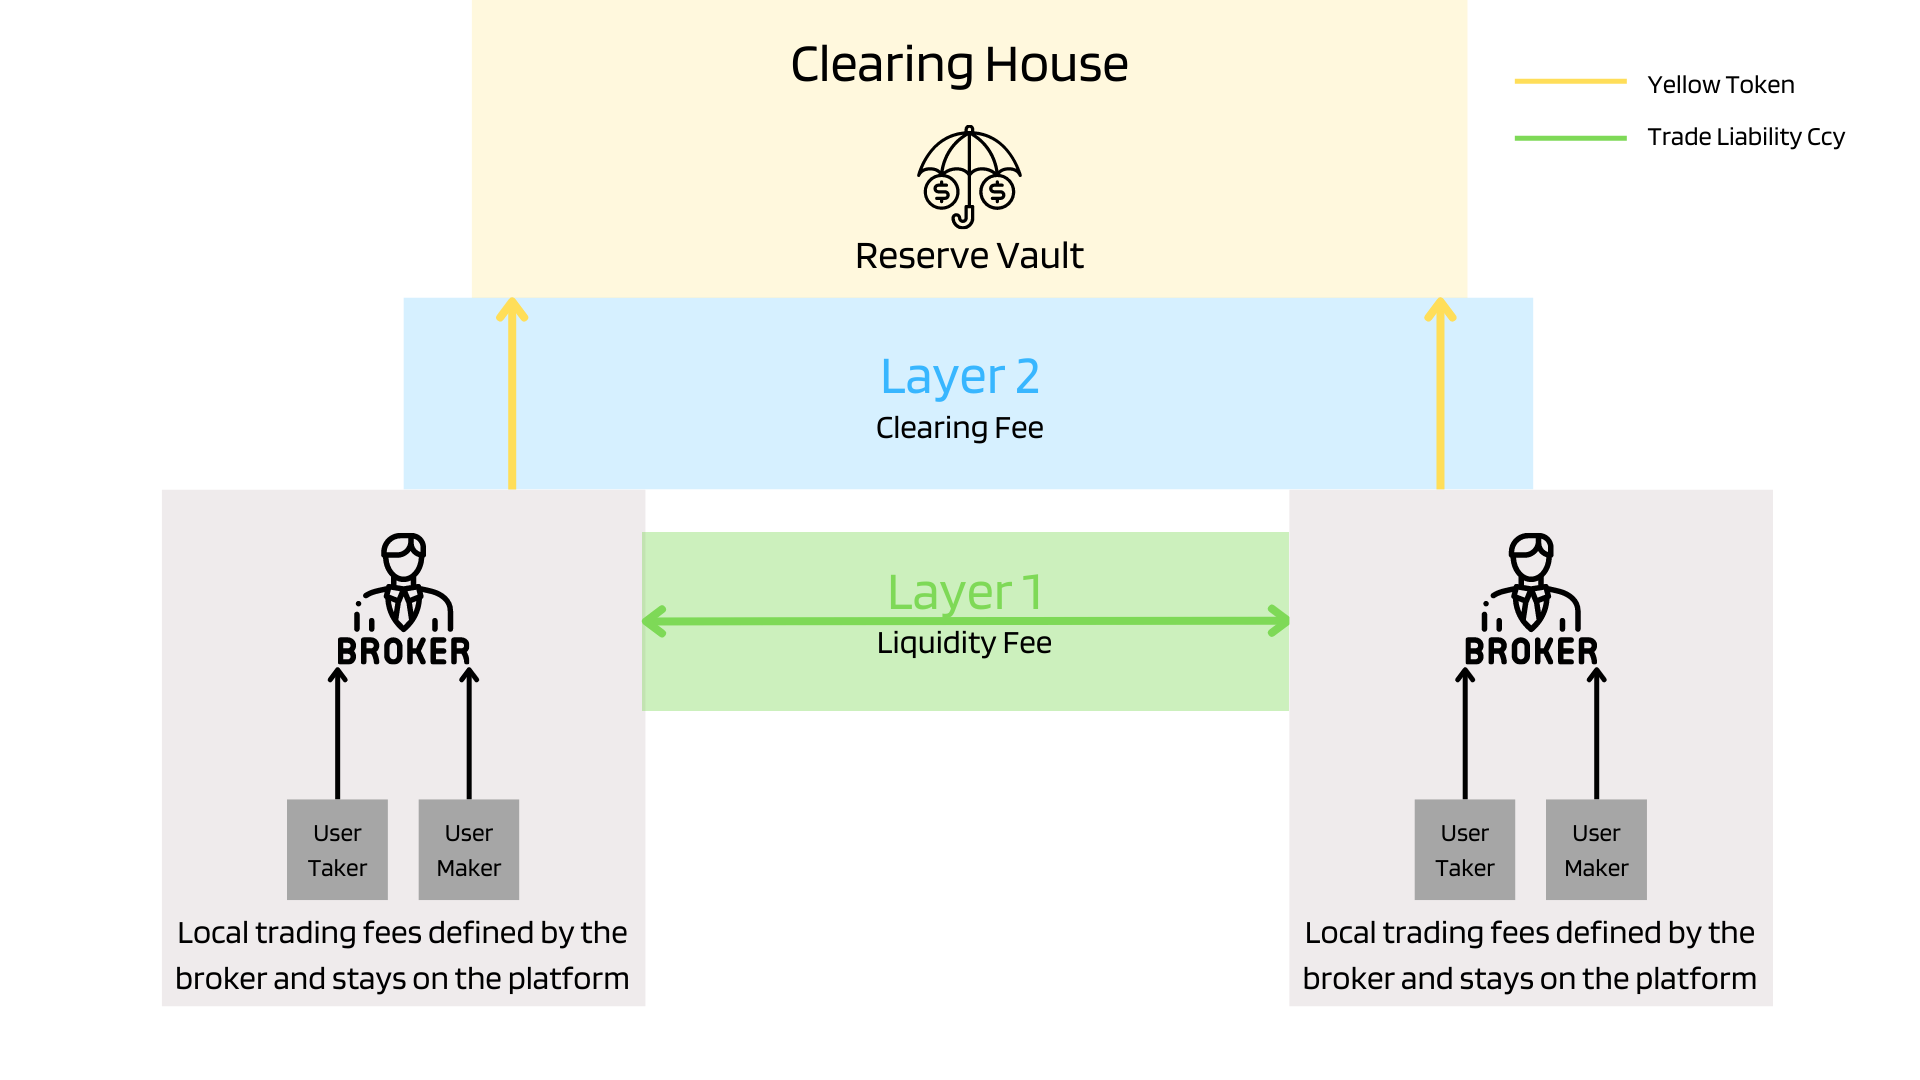 Clearing House
Yellow Token
Trade Liability Ccy
Reserve Vault
Layer 2
Clearing Fee
Layer 1
Liquidity Fee
BROKER
User
Taker
User
Maker
Local trading fees defined by the
broker and stays on the platform
BROKER
User
Taker
User
Maker
Local trading fees defined by the
broker and stays on the platform